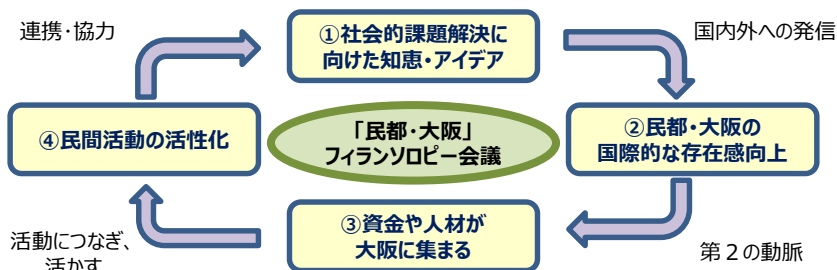 連携・協力
①社会的課題解決に
向けた知恵・アイデア
国内外への発信
④民間活動の活性化
「民都・大阪」
フィランソロピー会議
②民都・大阪の
国際的な存在感向上
③資金や人材が
大阪に集まる
活動につなぎ、
活かす
第２の動脈